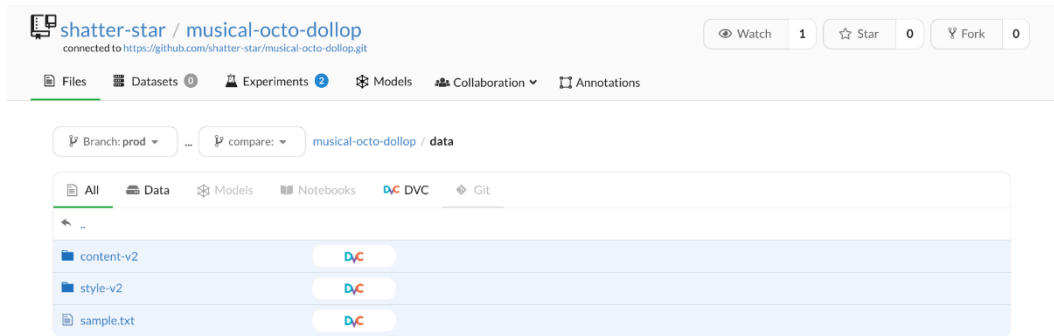 shatter-star / musical-octo-dollop
connected to https://github.com/shatter-star/musical-octo-dollop.git
Watch 1 Star 0 Fork 0
Files Datasets 0 Experiments 2 Models Collaboration Annotations
Branch: prod ... compare: musical-octo-dollop / data
All Data Models Notebooks DVC DVC Git
..
content-v2 DVC
style-v2 DVC
sample.txt DVC